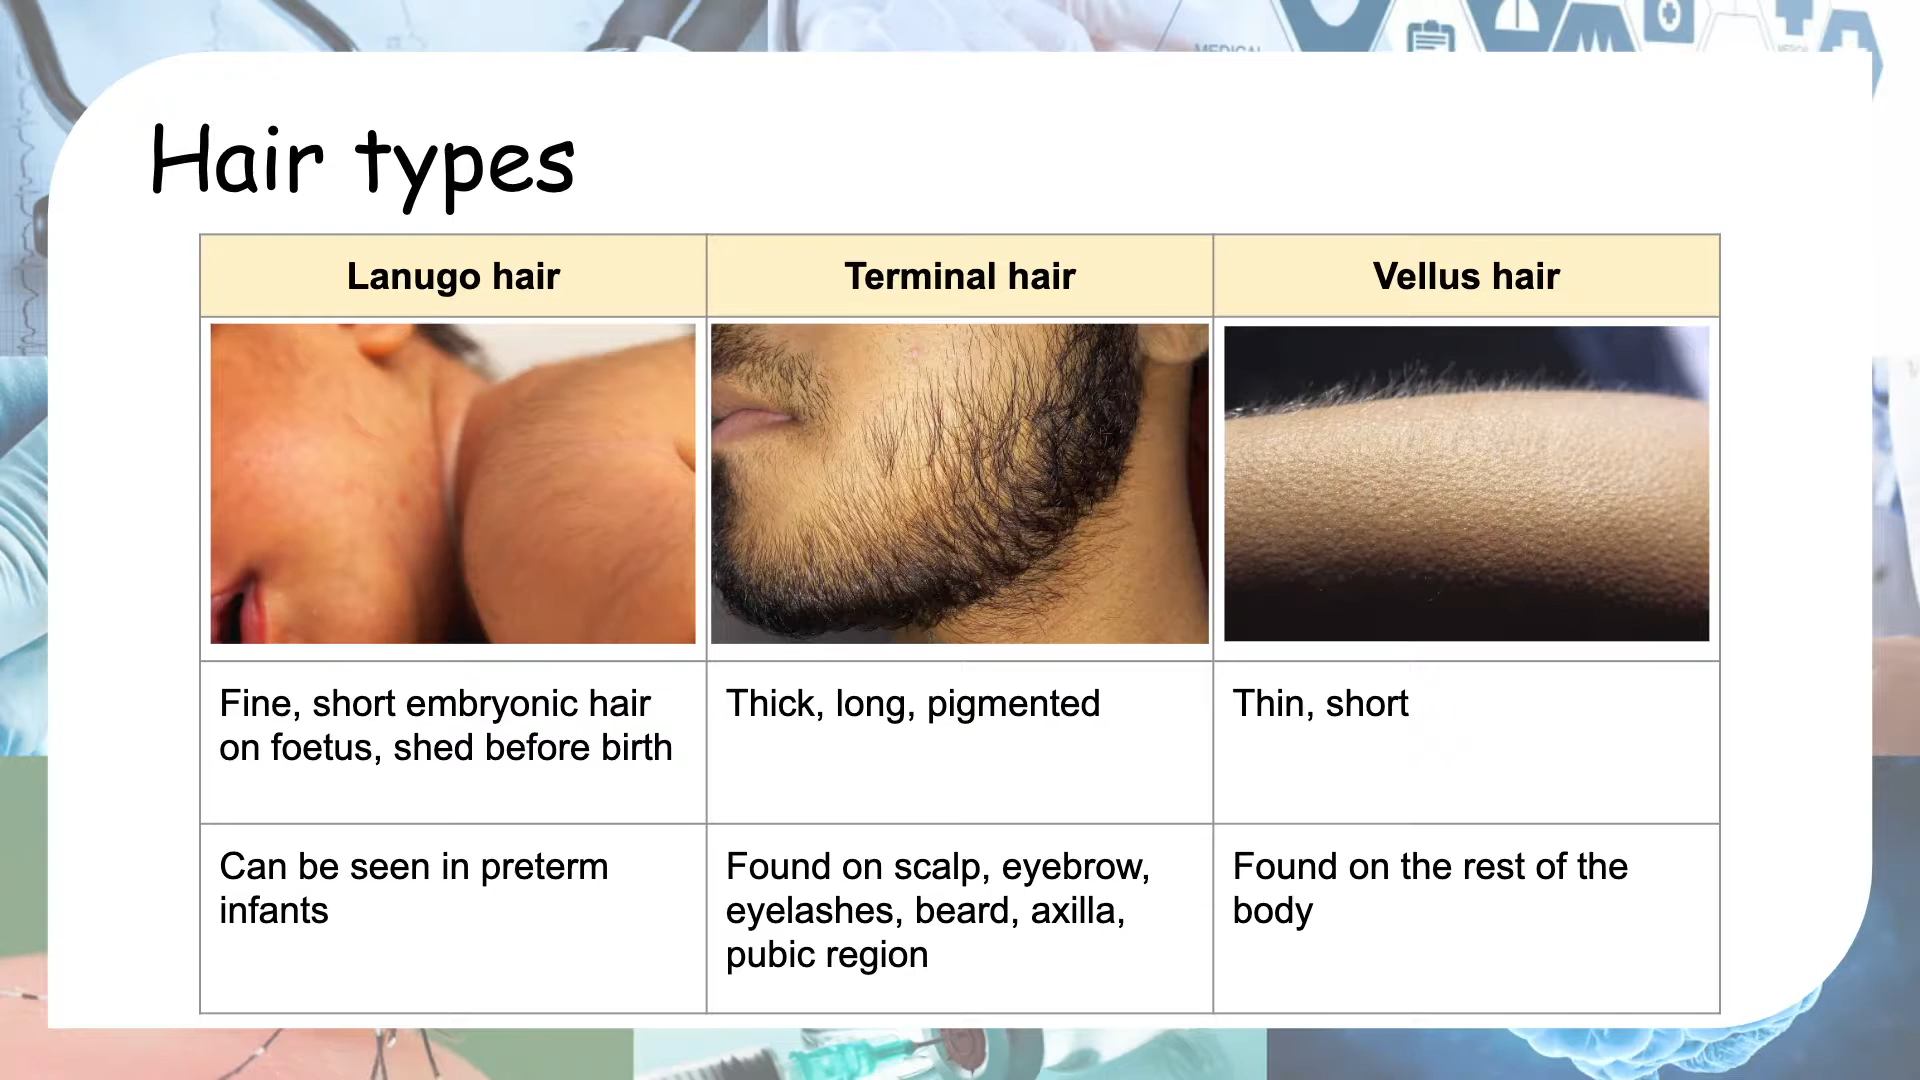 MEDICAL
Hair types
Lanugo hair
Terminal hair
Vellus hair
Fine, short embryonic hair
on foetus, shed before birth
Thick, long, pigmented
Thin, short
Can be seen in preterm
infants
Found on scalp, eyebrow,
eyelashes, beard, axilla,
pubic region
Found on the rest of the
body